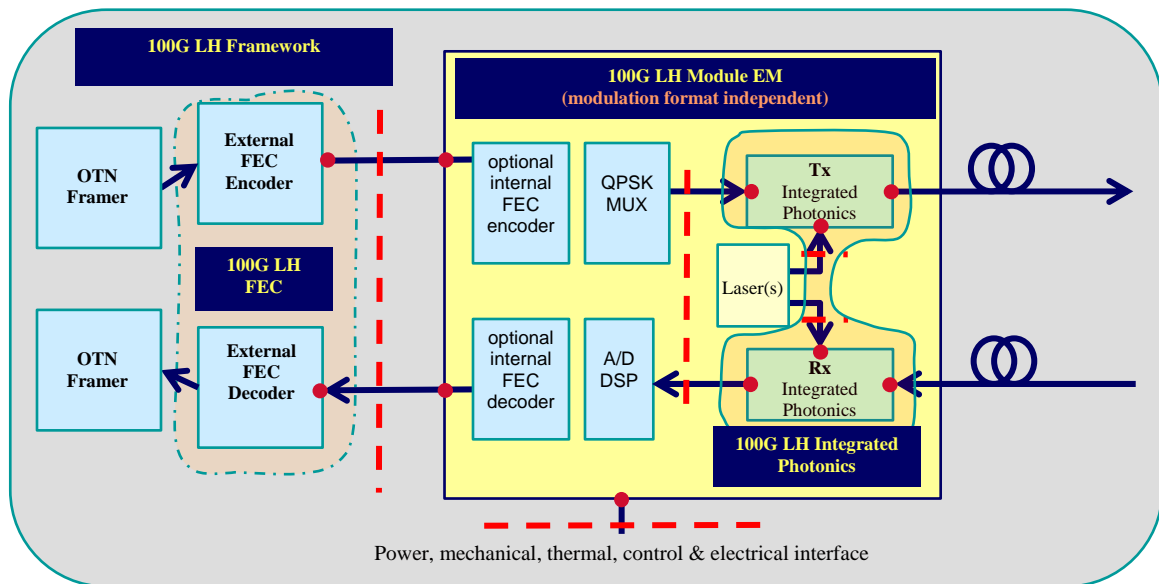 100G LH Framework
100G LH Module EM
(modulation format independent)
OTN
Framer
External
FEC
Encoder
optional
internal
FEC
encoder
QPSK
MUX
Tx
Integrated
Photonics
100G LH
FEC
Laser(s)
OTN
Framer
External
FEC
Decoder
optional
internal
FEC
decoder
A/D
DSP
Rx
Integrated
Photonics
100G LH Integrated
Photonics
Power, mechanical, thermal, control & electrical interface